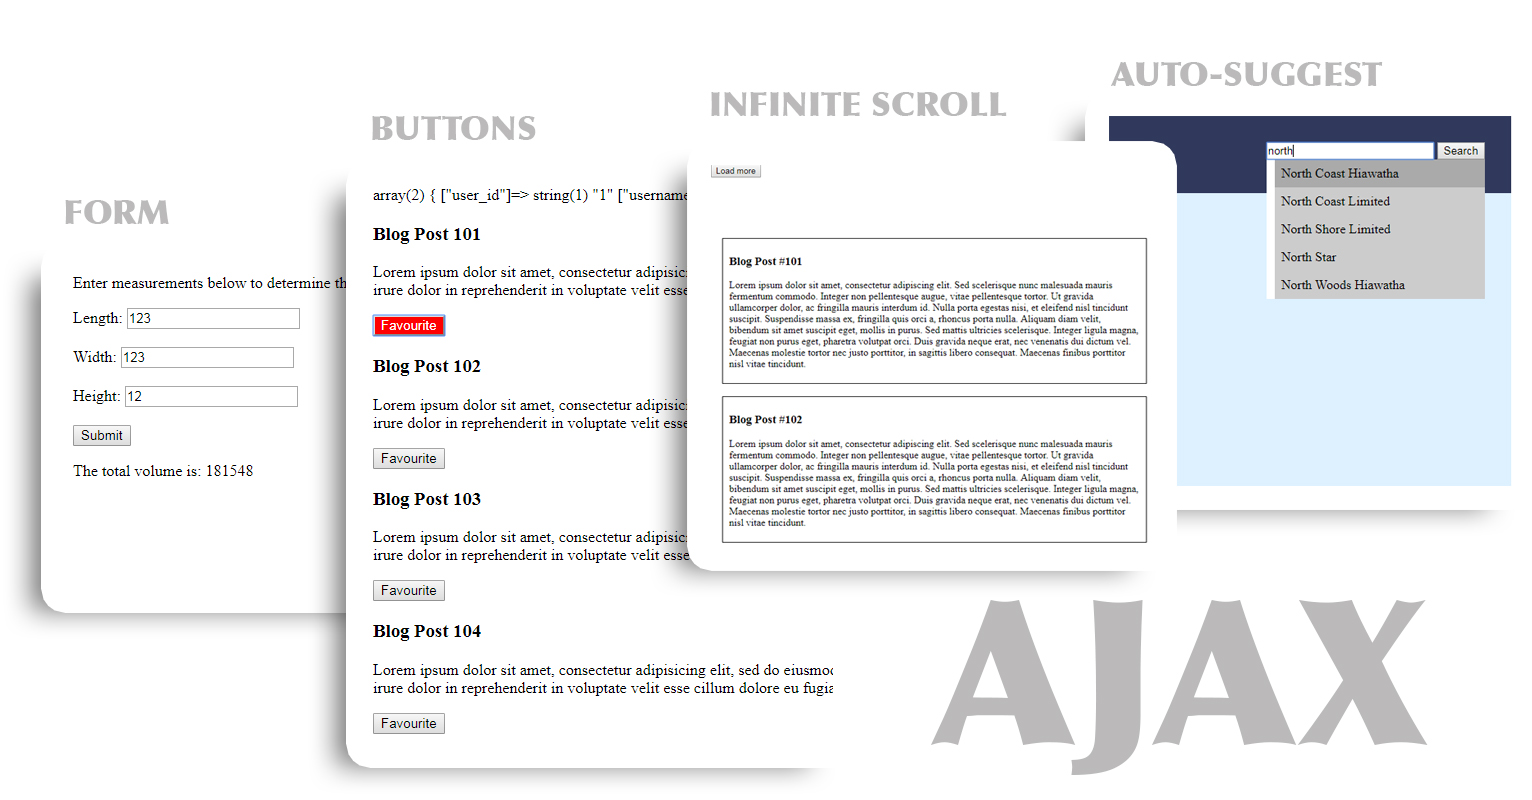 FORM
Enter measurements below to determine th
Length: 123
Width: 123
Height: 12
Submit
The total volume is: 181548
BUTTONS
array(2) { ["user_id"]=> string(1) "1" ["username
Blog Post 101
Lorem ipsum dolor sit amet, consectetur adipisic
irure dolor in reprehenderit in voluptate velit esse
Favourite
Blog Post 102
Lorem ipsum dolor sit amet, consectetur adipisic
irure dolor in reprehenderit in voluptate velit esse
Favourite
Blog Post 103
Lorem ipsum dolor sit amet, consectetur adipisic
irure dolor in reprehenderit in voluptate velit esse
Favourite
Blog Post 104
Lorem ipsum dolor sit amet, consectetur adipisicing elit, sed do eiusmod
irure dolor in reprehenderit in voluptate velit esse cillum dolore eu fugia
Favourite
INFINITE SCROLL
Load more
Blog Post #101
Lorem ipsum dolor sit amet, consectetur adipiscing elit. Sed scelerisque nunc malesuada mauris
fermentum commodo. Integer non pellentesque augue, vitae pellentesque tortor. Ut gravida
ullamcorper dolor, ac fringilla mauris interdum id. Nulla porta egestas nisi, et eleifend nisl tincidunt
suscipit. Suspendisse massa ex, fringilla quis orci a, rhoncus porta nulla. Aliquam diam velit,
bibendum sit amet suscipit eget, mollis in purus. Sed mattis ultricies scelerisque. Integer ligula magna,
feugiat non purus eget, pharetra volutpat orci. Duis gravida neque erat, nec venenatis dui dictum vel.
Maecenas molestie tortor nec justo porttitor, in sagittis libero consequat. Maecenas finibus porttitor
nisl vitae tincidunt.
Blog Post #102
Lorem ipsum dolor sit amet, consectetur adipiscing elit. Sed scelerisque nunc malesuada mauris
fermentum commodo. Integer non pellentesque augue, vitae pellentesque tortor. Ut gravida
ullamcorper dolor, ac fringilla mauris interdum id. Nulla porta egestas nisi, et eleifend nisl tincidunt
suscipit. Suspendisse massa ex, fringilla quis orci a, rhoncus porta nulla. Aliquam diam velit,
bibendum sit amet suscipit eget, mollis in purus. Sed mattis ultricies scelerisque. Integer ligula magna,
feugiat non purus eget, pharetra volutpat orci. Duis gravida neque erat, nec venenatis dui dictum vel.
Maecenas molestie tortor nec justo porttitor, in sagittis libero consequat. Maecenas finibus porttitor
nisl vitae tincidunt.
AUTO-SUGGEST
north Search
North Coast Hiawatha
North Coast Limited
North Shore Limited
North Star
North Woods Hiawatha
AJAX